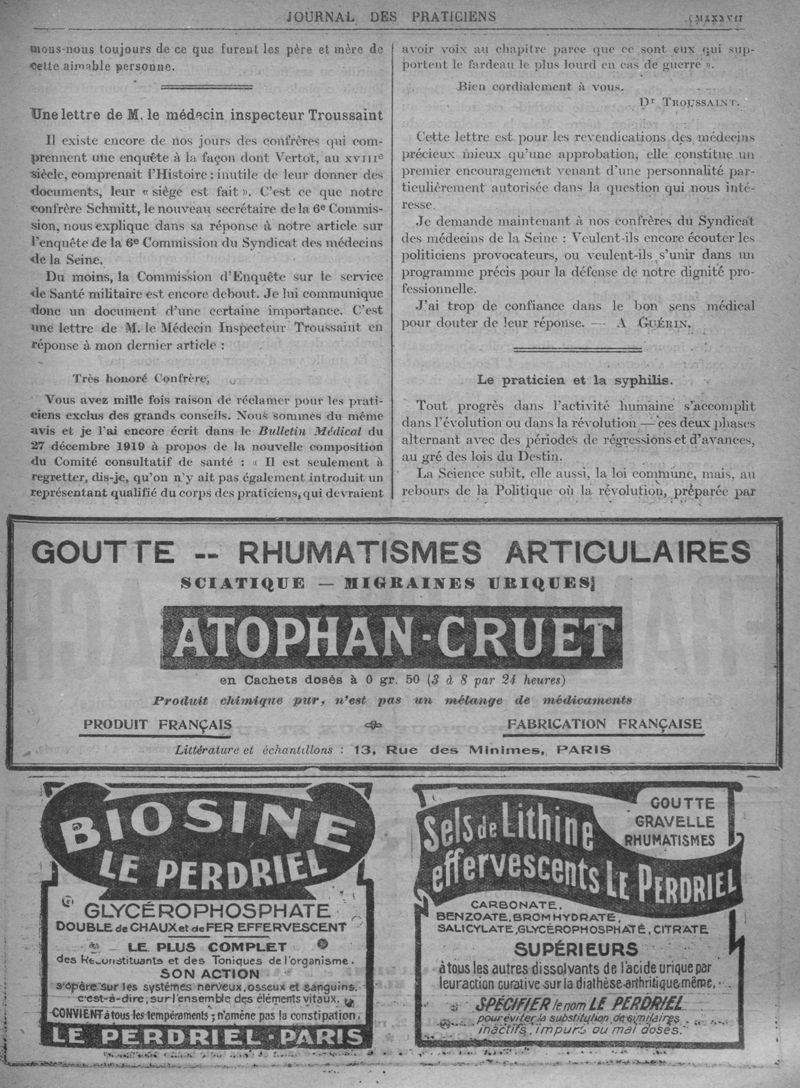 JOURNAL DES PRATICIENS
mous-nous toujours de ce que furent les père et mère de
cette aimable personne.
Une lettre de M. le médecin inspecteur Troussaint
Il existe encore de nos jours des confrères qui com-
prennent une enquête à la façon dont Vertot, au XVIIIe
siècle, comprenait l'Histoire : inutile de leur donner des
documents, leur « siège est fait ». C'est ce que notre
confrère Schmitt, le nouveau secrétaire de la 6e Commis-
sion, nous explique dans sa réponse à notre article sur
l'enquête de la 6e Commission du Syndicat des médecins
de la Seine.
Du moins, la Commission d'Enquête sur le service
de Santé militaire est encore debout. Je lui communique
donc un document d'une certaine importance. C'est
une lettre de M. le Médecin Inspecteur Troussaint en
réponse à mon dernier article :
Très honoré Confrère,
Vous avez mille fois raison de réclamer pour les prati-
ciens exclus des grands conseils. Nous sommes du même
avis et je l'ai encore écrit dans le Bulletin Médical du
27 décembre 1919 à propos de la nouvelle composition
du Comité consultatif de santé : « Il est seulement à
regretter, dis-je, qu'on n'y ait pas également introduit un
représentant qualifié du corps des praticiens, qui devraient
avoir voix au chapitre parce que ce sont eux qui sup-
portent le fardeau le plus lourd en cas de guerre ».
Bien cordialement à vous.
Dr TROUSSAINT.
Cette lettre est pour les revendications des médecins
précieux mieux qu'une approbation, elle constitue un
premier encouragement venant d'une personnalité par-
ticulièrement autorisée dans la question qui nous inté-
resse.
Je demande maintenant à nos confrères du Syndicat
des médecins de la Seine : Veulent-ils encore écouter les
politiciens provocateurs, ou veulent-ils s'unir dans un
programme précis pour la défense de notre dignité pro-
fessionnelle.
J'ai trop de confiance dans le bon sens médical
pour douter de leur réponse. — A GUÉRIN.
Le praticien et la syphilis.
Tout progrès dans l'activité humaine s'accomplit
dans l'évolution ou dans la révolution — ces deux phases
alternant avec des périodes de régressions et d'avances,
au gré des lois du Destin.
La Science subit, elle aussi, la loi commune, mais, au
rebours de la Politique où la révolution, préparée par
GOUTTE -- RHUMATISMES ARTICULAIRES
SCIATIQUE — MIGRAINES URIQUES
ATOPHAN-CRUET
en Cachets dosés à 0 gr. 50 (3 à 8 par 24 heures)
Produit chimique pur, n'est pas un mélange de médicaments
PRODUIT FRANÇAIS
FABRICATION FRANÇAISE
Littérature et échantillons : 13, Rue des Minimes, PARIS
BIOSINE
LE PERDRIEL
GLYCÉROPHOSPHATE
DOUBLE de CHAUX et de FER EFFERVESCENT
LE PLUS COMPLET
des Reconstituants et des Toniques de l'organisme.
SON ACTION
s'opère sur les systèmes nerveux, osseux et sanguins,
c'est-à-dire, sur l'ensemble des éléments vitaux,
CONVIENT à tous les tempéraments ; n'amène pas la constipation,
LE PERDRIEL - PARIS
GOUTTE
GRAVELLE
RHUMATISMES
Sels de Lithine
effervescents LE PERDRIEL
CARBONATE,
BENZOATE, BROMHYDRATE,
SALICYLATE, GLYCÉROPHOSPHATE, CITRATE
SUPÉRIEURS
à tous les autres dissolvants de l'acide urique par
leur action curative sur la diathèse arthritique même,
SPÉCIFIER le nom LE PERDRIEL
pour éviter la substitution de similaires
inactifs, impurs ou mal dosés.